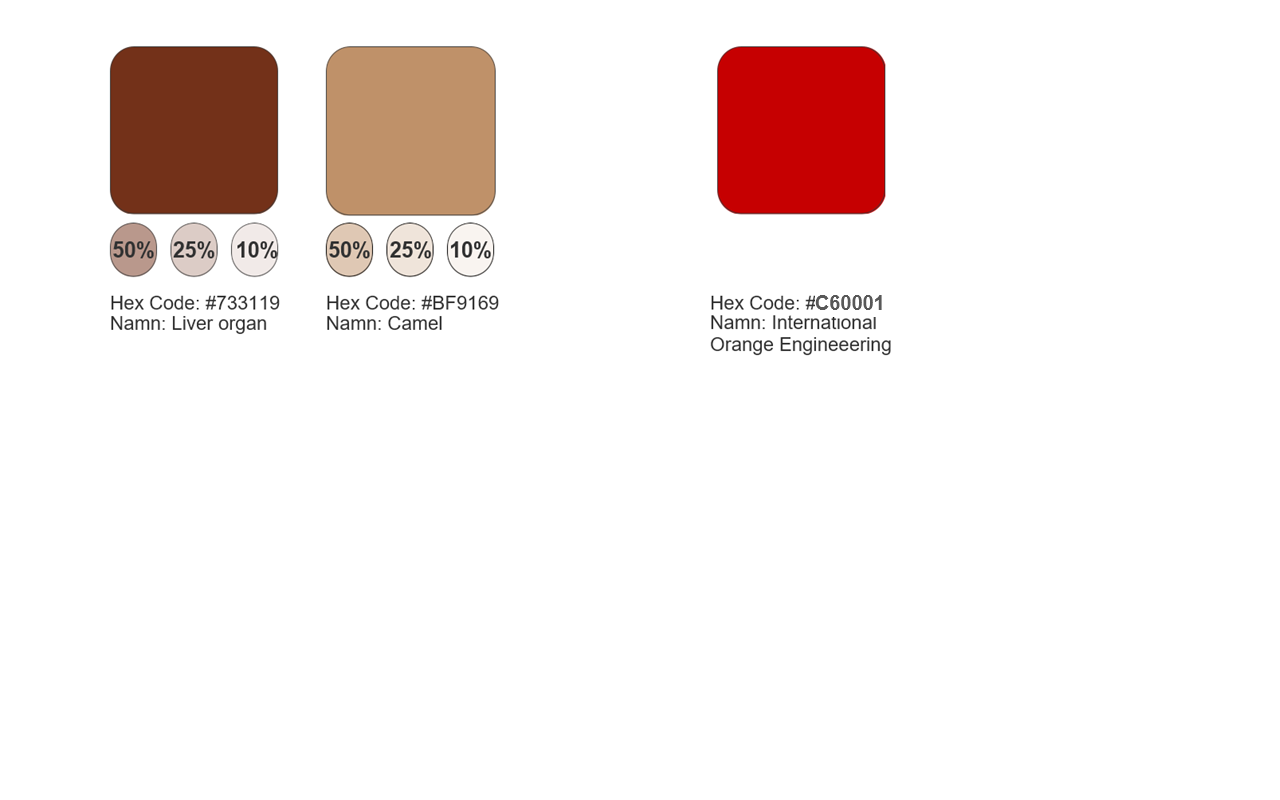 50% 25% 10%
50% 25% 10%
Hex Code: #733119
Namn: Liver organ
Hex Code: #BF9169
Namn: Camel
Hex Code: #C60001
Namn: International
Orange Engineeering